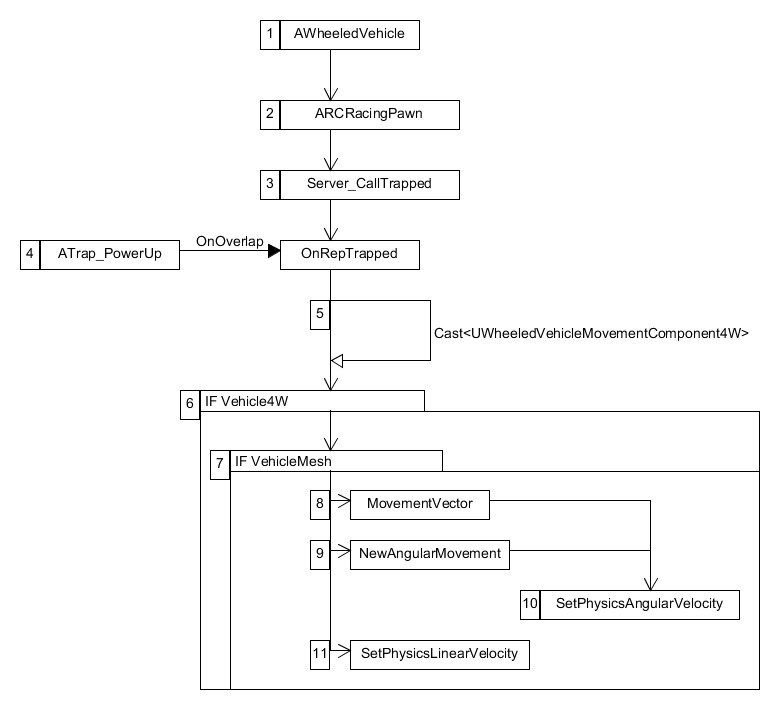 1 AWheeledVehicle
2 ARCRacingPawn
3 Server_CallTrapped
4 ATrap_PowerUp OnOverlap OnRepTrapped
5
Cast<UWheeledVehicleMovementComponent4W>
6 IF Vehicle4W
7 IF VehicleMesh
8 MovementVector
9 NewAngularMovement
10 SetPhysicsAngularVelocity
11 SetPhysicsLinearVelocity